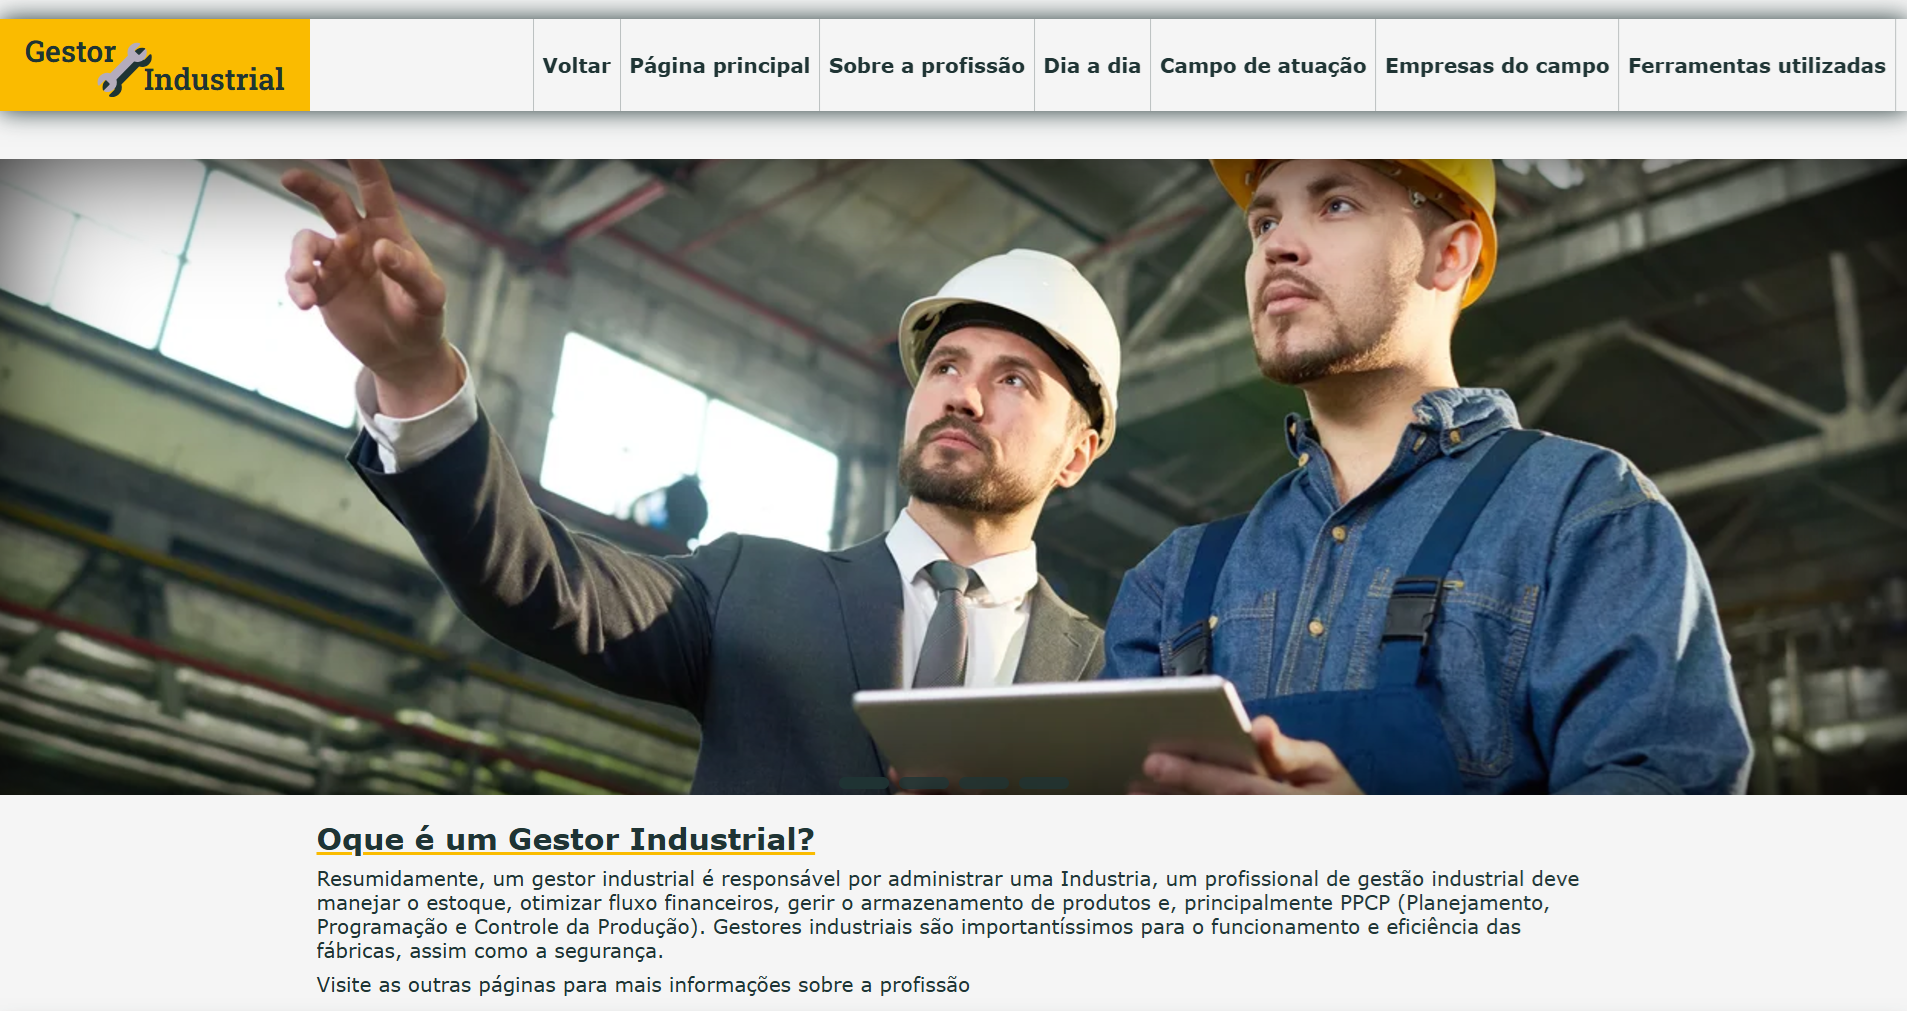 Gestor
Industrial
Voltar Página principal Sobre a profissão Dia a dia Campo de atuação Empresas do campo Ferramentas utilizadas
Oque é um Gestor Industrial?
Resumidamente, um gestor industrial é responsável por administrar uma Industria, um profissional de gestão industrial deve
manejar o estoque, otimizar fluxo financeiros, gerir o armazenamento de produtos e, principalmente PPCP (Planejamento,
Programação e Controle da Produção). Gestores industriais são importantíssimos para o funcionamento e eficiência das
fábricas, assim como a segurança.
Visite as outras páginas para mais informações sobre a profissão